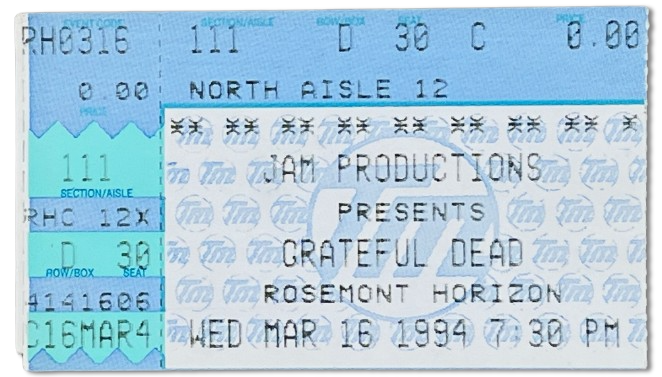 EVENT CODE SECTION/AISLE ROW/BOX SEAT PRICE
RH0316 111 D 30 C 0.00
0.00 NORTH AISLE 12
PRICE
** ** ** ** ** ** ** ** *
111
SECTION/AISLE
RHC 12X
D 30
ROW/BOX SEAT
4141606
C16MAR4
JAM PRODUCTIONS
PRESENTS
GRATEFUL DEAD
ROSEMONT HORIZON
WED MAR 16 1994 7:30 PM
Tm